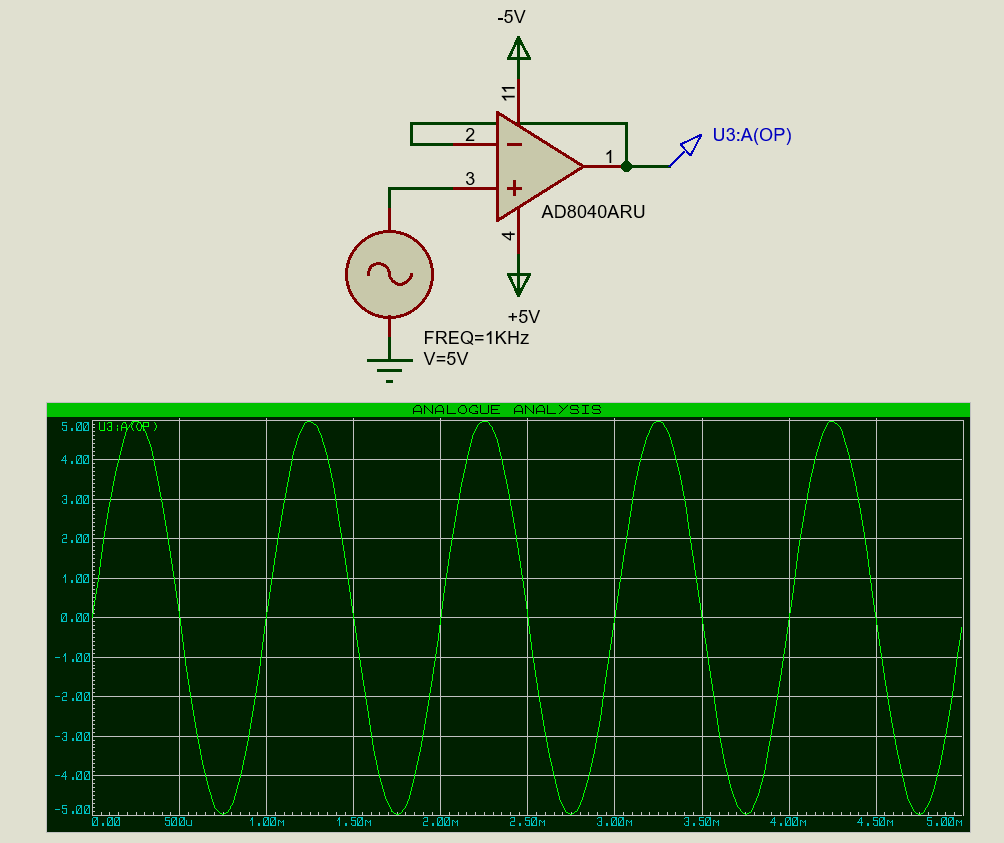 -5V
11
2
1
U3:A(OP)
3
AD8040ARU
4
+5V
FREQ=1KHz
V=5V
ANALOGUE ANALYSIS
U3:A(OP)
5.00
4.00
3.00
2.00
1.00
0.00
-1.00
-2.00
-3.00
-4.00
-5.00
0.00 500u 1.00m 1.50m 2.00m 2.50m 3.00m 3.50m 4.00m 4.50m 5.00m